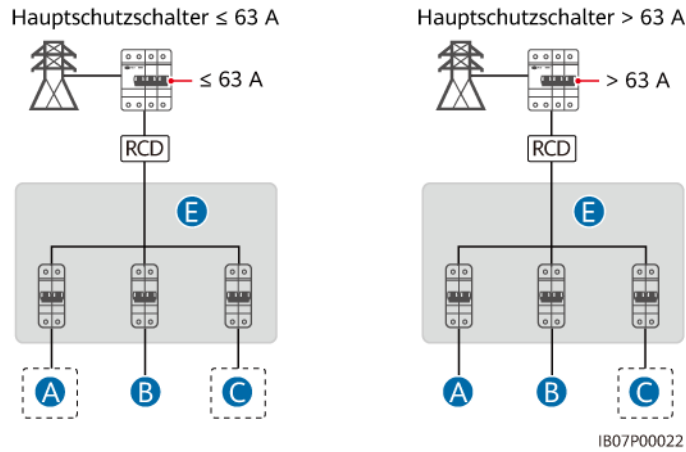 Hauptschutzschalter ≤ 63 A
Hauptschutzschalter > 63 A
≤ 63 A
> 63 A
RCD
RCD
E
E
A
B
C
A
B
C
IB07P00022